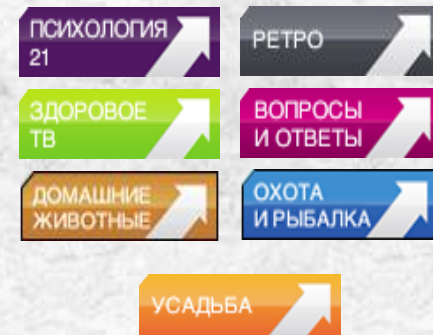 ПСИХОЛОГИЯ
21
РЕТРО
ЗДОРОВОЕ
ТВ
ВОПРОСЫ
И ОТВЕТЫ
ДОМАШНИЕ
ЖИВОТНЫЕ
ОХОТА
И РЫБАЛКА
УСАДЬБА